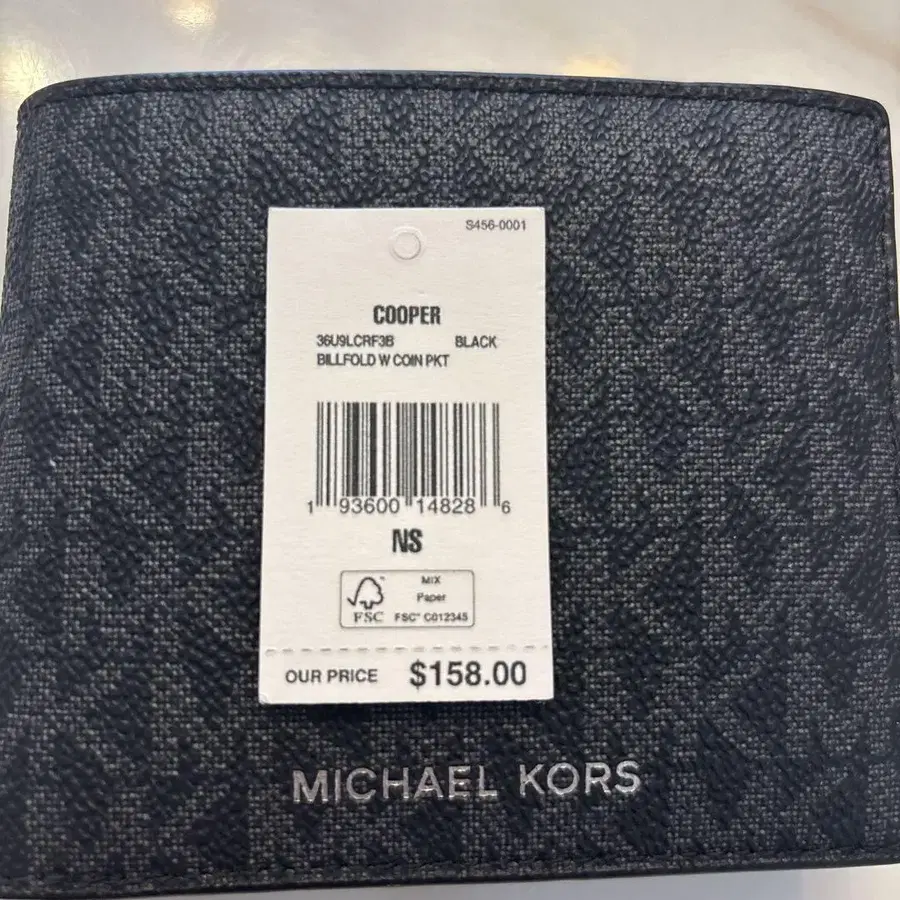 S456-0001
COOPER
36U9LCRF3B BLACK
BILLFOLD W COIN PKT
1 93600 14828 6
NS
FSC
MIX
Paper
FSC® C012345
OUR PRICE $158.00
MICHAEL KORS